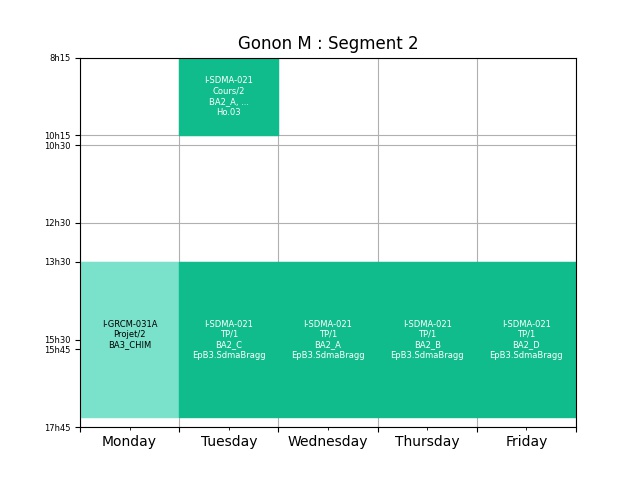 Gonon M : Segment 2
8h15
10h15
10h30
12h30
13h30
15h30
15h45
17h45
I-SDMA-021
Cours/2
BA2_A, ...
Ho.03
I-GRCM-031A
Projet/2
BA3_CHIM
I-SDMA-021
TP/1
BA2_C
EpB3.SdmaBragg
I-SDMA-021
TP/1
BA2_A
EpB3.SdmaBragg
I-SDMA-021
TP/1
BA2_B
EpB3.SdmaBragg
I-SDMA-021
TP/1
BA2_D
EpB3.SdmaBragg
Monday
Tuesday
Wednesday
Thursday
Friday